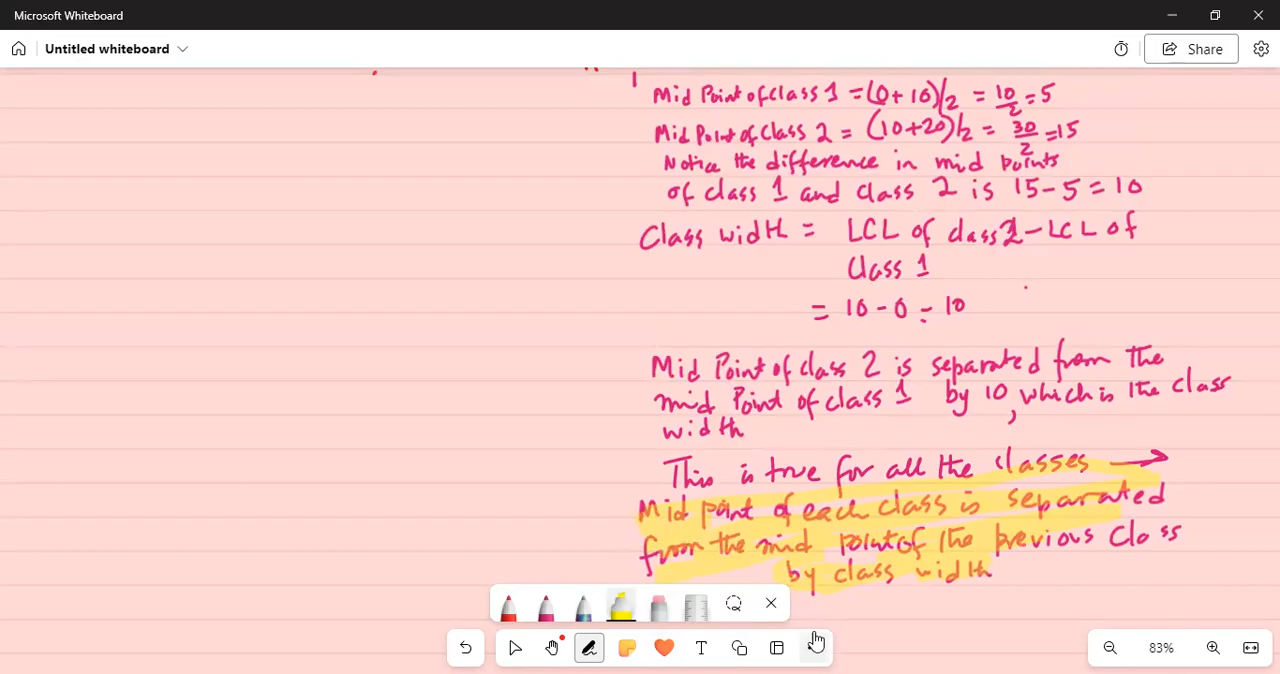 Microsoft Whiteboard
Untitled whiteboard
Share
Mid Point of class 1 = (0+10)/2 = 10/2 = 5
Mid Point of Class 2 = (10+20)/2 = 30/2 = 15
Notice the difference in mid points
of class 1 and class 2 is 15 - 5 = 10
Class width = LCL of class 2 - LCL of
Class 1
= 10 - 0 = 10
Mid Point of class 2 is separated from the
mid Point of class 1 by 10, which is the class
width
This is true for all the classes →
Mid point of each class is separated
from the mid point of the previous Class
by class width
83%